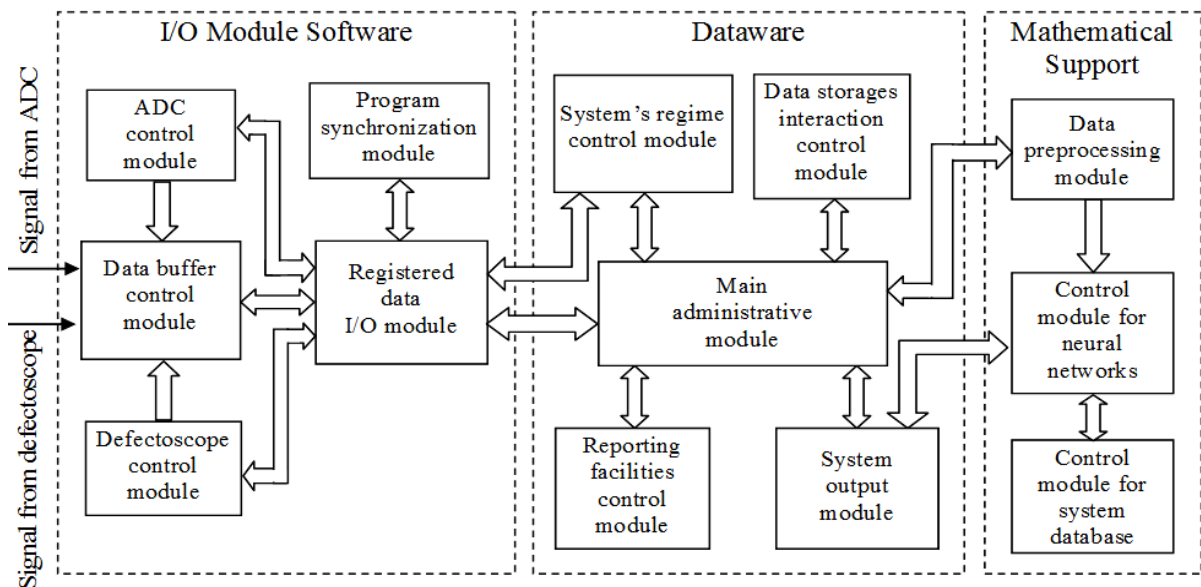 Signal from ADC
Signal from defectoscope
I/O Module Software
ADC
control
module
Program
synchronization
module
Data buffer
control
module
Registered
data
I/O module
Defectoscope
control
module
Dataware
System's regime
control module
Data storages
interaction
control
module
Main
administrative
module
Reporting
facilities
control
module
System
output
module
Mathematical
Support
Data
preprocessing
module
Control
module for
neural
networks
Control
module for
system
database